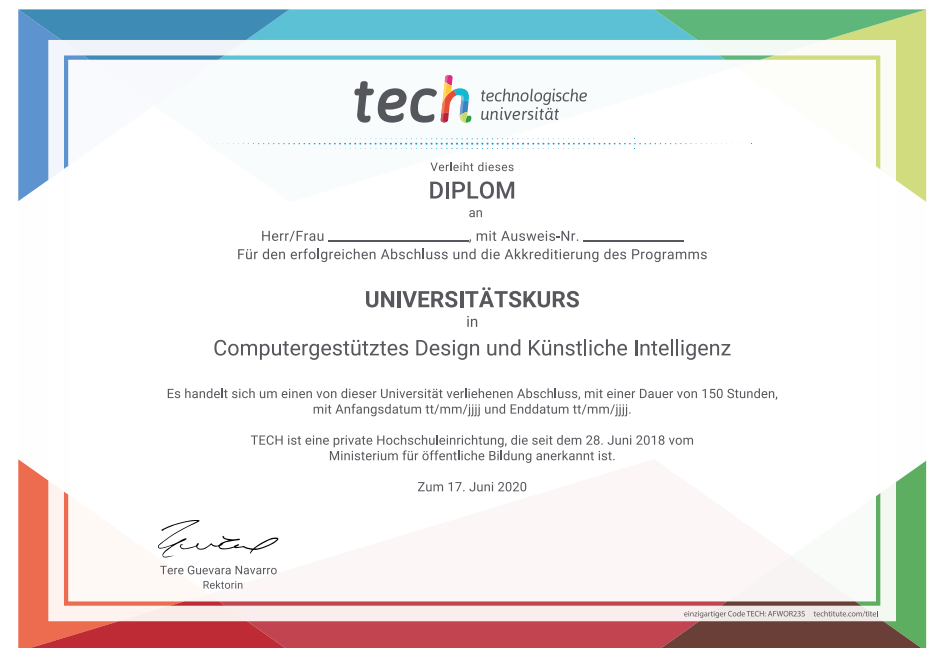 tech technologische
universität
Verleiht dieses
DIPLOM
an
Herr/Frau ____________________, mit Ausweis-Nr. ______________
Für den erfolgreichen Abschluss und die Akkreditierung des Programms
UNIVERSITÄTSKURS
in
Computergestütztes Design und Künstliche Intelligenz
Es handelt sich um einen von dieser Universität verliehenen Abschluss, mit einer Dauer von 150 Stunden,
mit Anfangsdatum tt/mm/jjjj und Enddatum tt/mm/jjjj.
TECH ist eine private Hochschuleinrichtung, die seit dem 28. Juni 2018 vom
Ministerium für öffentliche Bildung anerkannt ist.
Zum 17. Juni 2020
Tere Guevara Navarro
Rektorin
einzigartiger Code TECH: AFWOR23S techtitute.com/titel